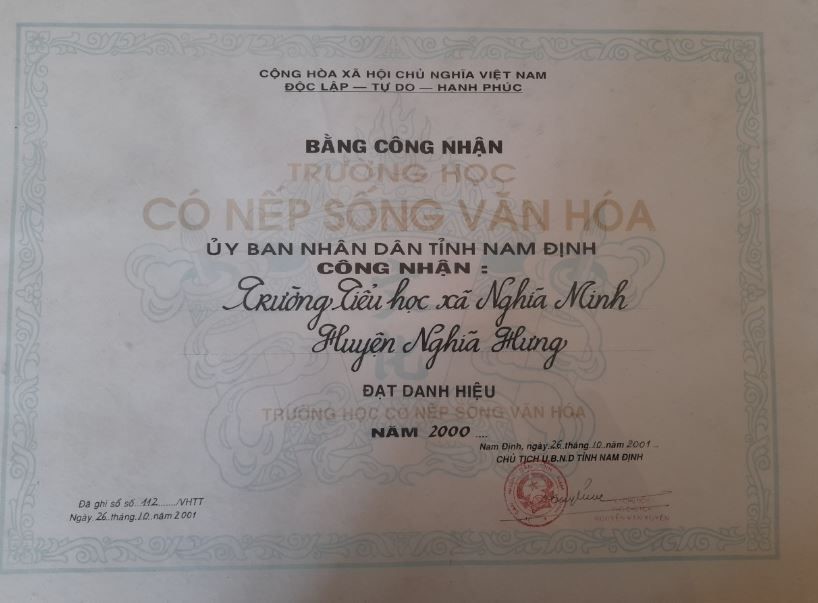 CỘNG HÒA XÃ HỘI CHỦ NGHĨA VIỆT NAM
ĐỘC LẬP — TỰ DO — HẠNH PHÚC
BẰNG CÔNG NHẬN
TRƯỜNG HỌC
CÓ NẾP SỐNG VĂN HÓA
ỦY BAN NHÂN DÂN TỈNH NAM ĐỊNH
CÔNG NHẬN :
Trường Tiểu học xã Nghĩa Minh
Huyện Nghĩa Hưng
ĐẠT DANH HIỆU
TRƯỜNG HỌC CÓ NẾP SỐNG VĂN HÓA
NĂM 2000 ....
Nam Định, ngày 26 tháng 10 năm 2001 ..
CHỦ TỊCH U.B.N.D TỈNH NAM ĐỊNH
Đã ghi sổ số..112......../VHTT
Ngày 26 tháng 10 năm 2001
NGUYỄN VĂN TUYÊN